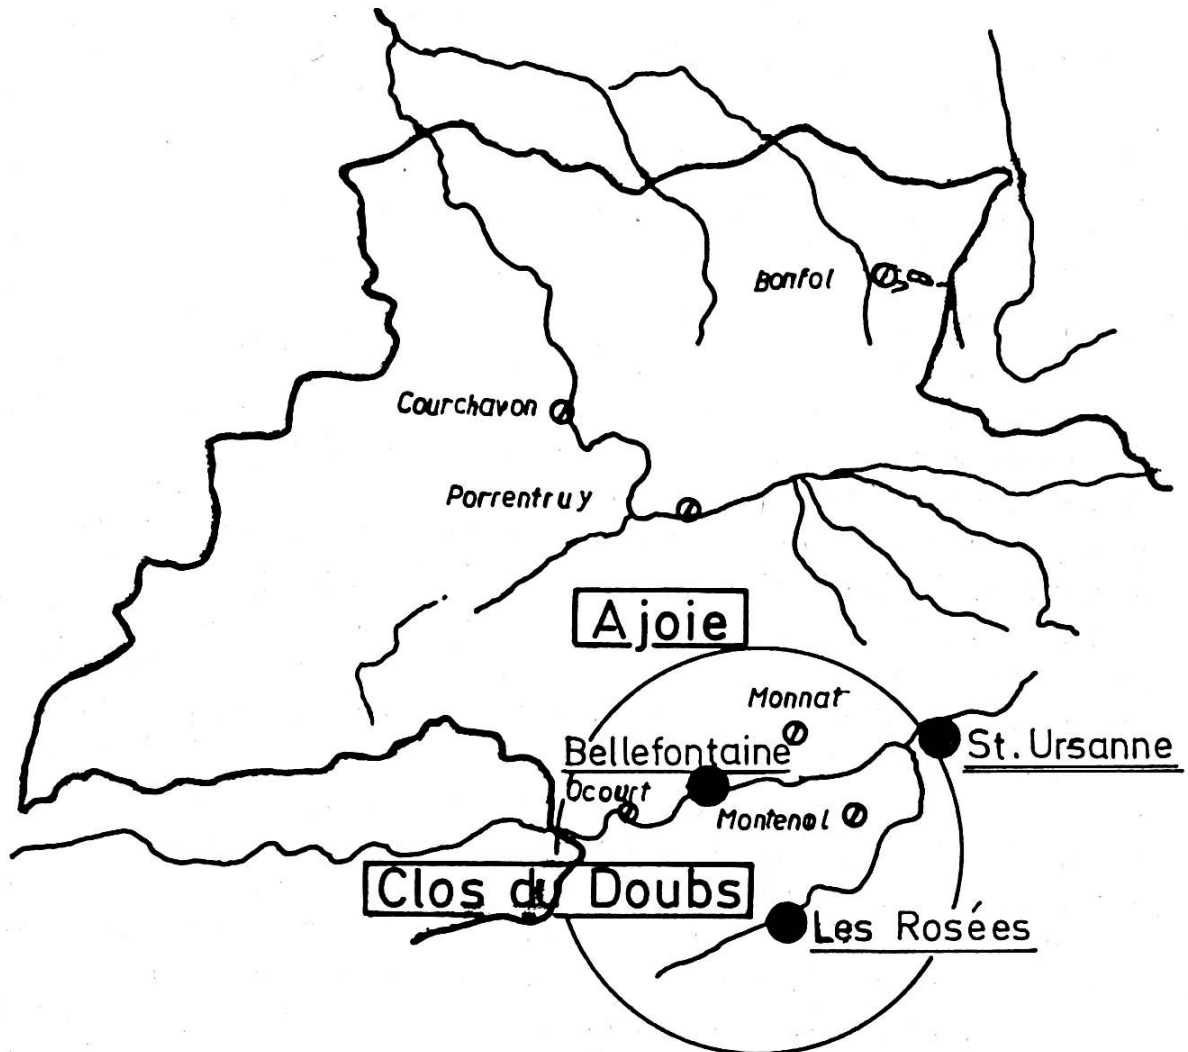 Bonfol
Courchavon
Porrentruy
Ajoie
Monnat
Bellefontaine
St. Ursanne
Ocourt
Montenol
Clos du Doubs
Les Rosées